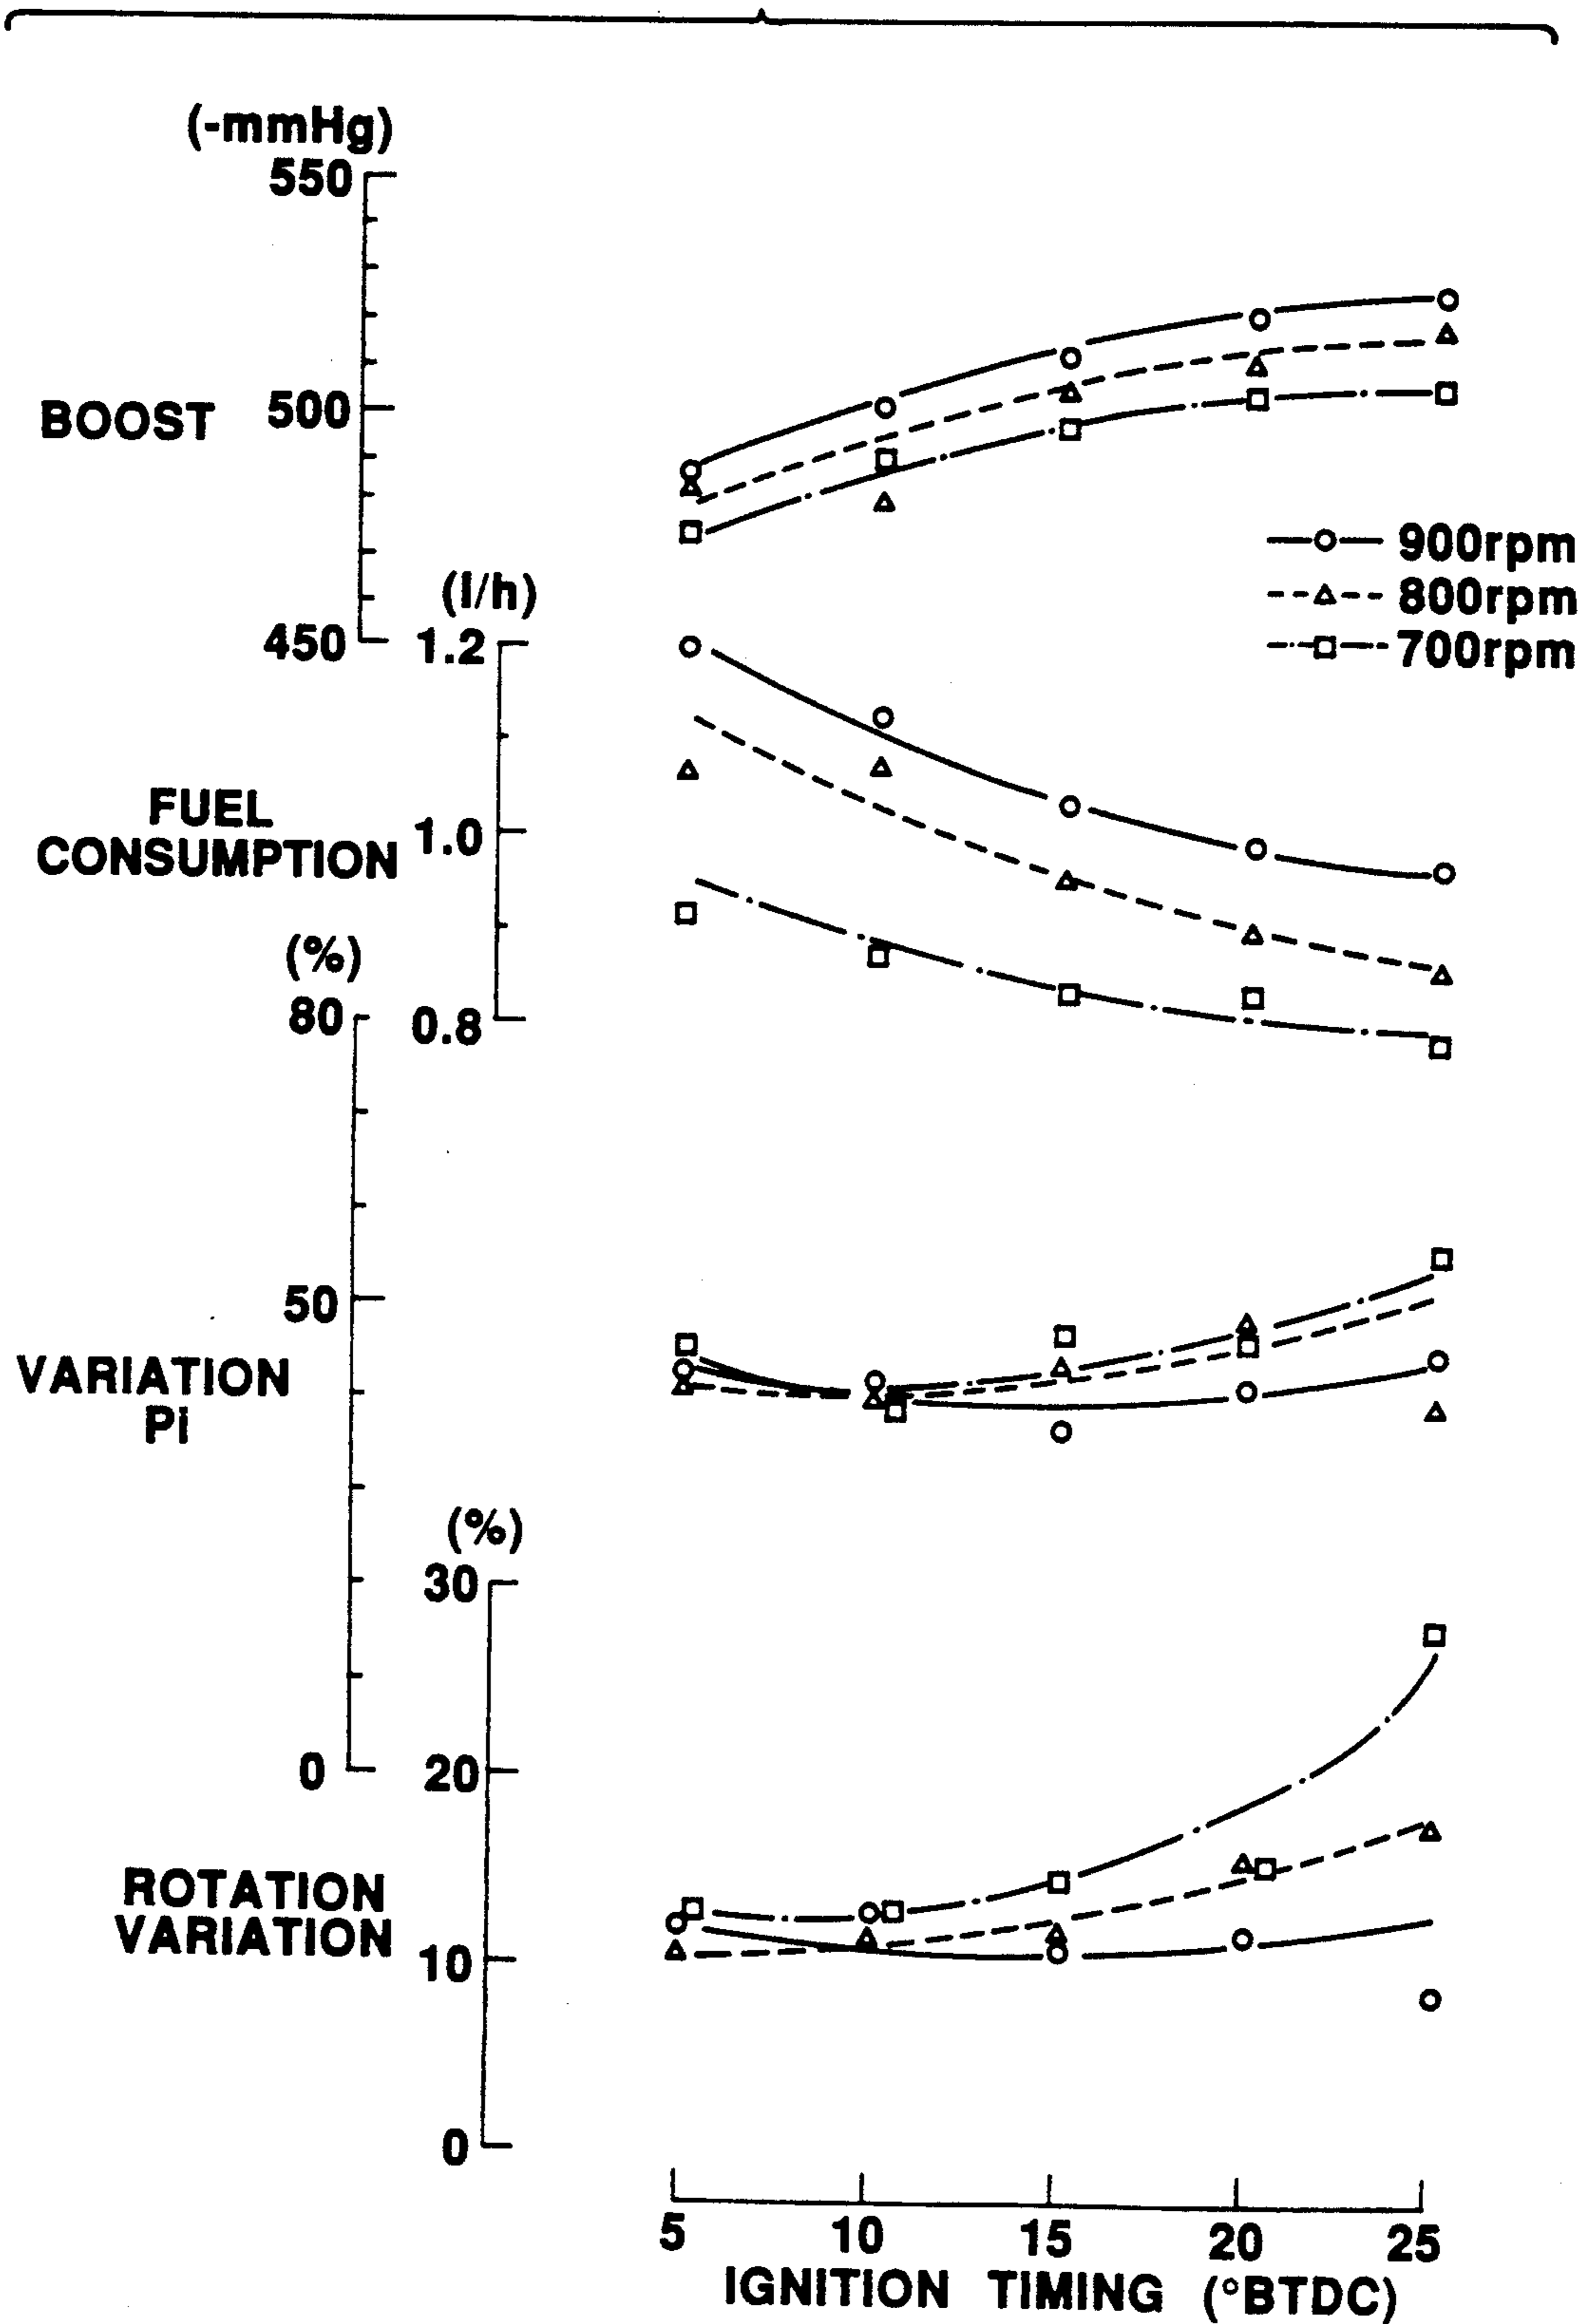 (-mmHg)
550
BOOST 500
450
900rpm
800rpm
700rpm
(l/h)
1.2
FUEL
CONSUMPTION
1.0
0.8
(%)
80
50
VARIATION
Pi
0
(%)
30
20
ROTATION
VARIATION
10
0
5 10 15 20 25
IGNITION TIMING (°BTDC)